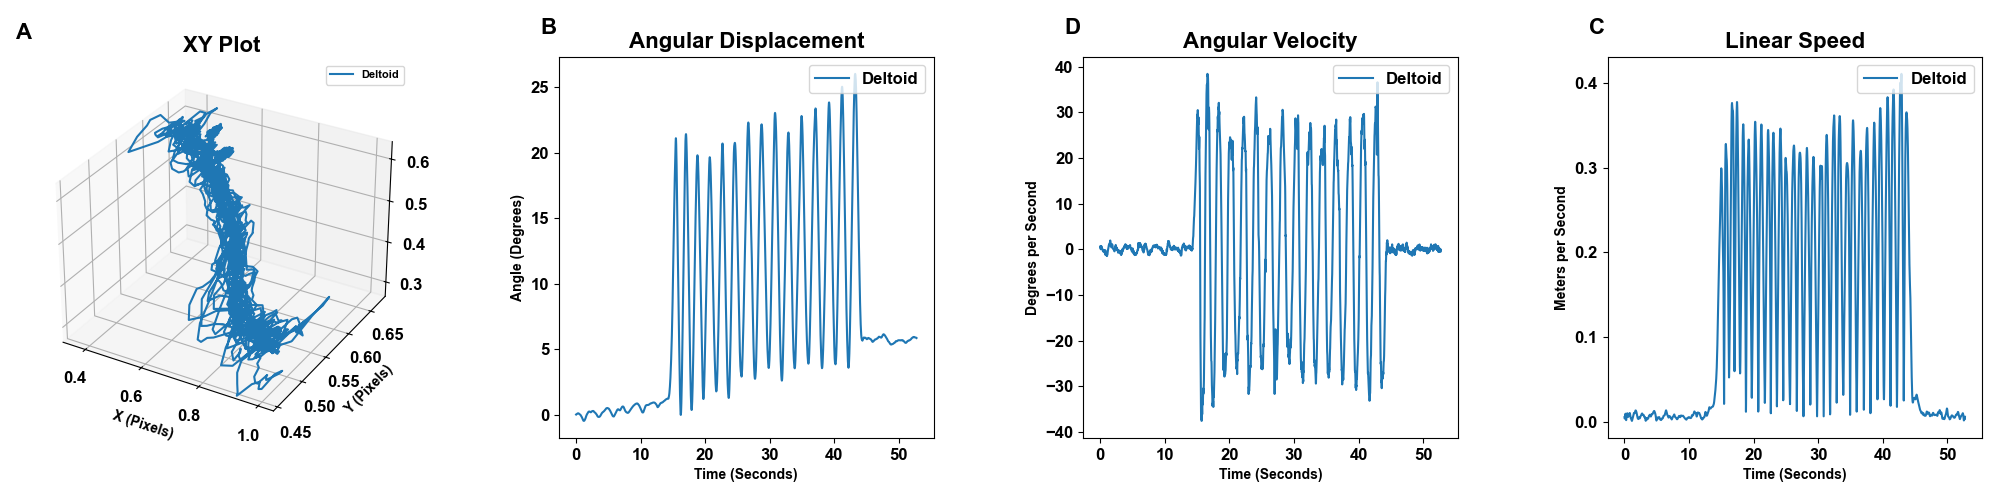 A
XY Plot
Deltoid
0.6
0.5
0.4
0.3
0.4
0.6
0.8
1.0
X (Pixels)
0.45
0.50
0.55
0.60
0.65
Y (Pixels)
B
Angular Displacement
Deltoid
25
20
15
10
5
0
Angle (Degrees)
0 10 20 30 40 50
Time (Seconds)
D
Angular Velocity
Deltoid
40
30
20
10
0
−10
−20
−30
−40
Degrees per Second
0 10 20 30 40 50
Time (Seconds)
C
Linear Speed
Deltoid
0.4
0.3
0.2
0.1
0.0
Meters per Second
0 10 20 30 40 50
Time (Seconds)